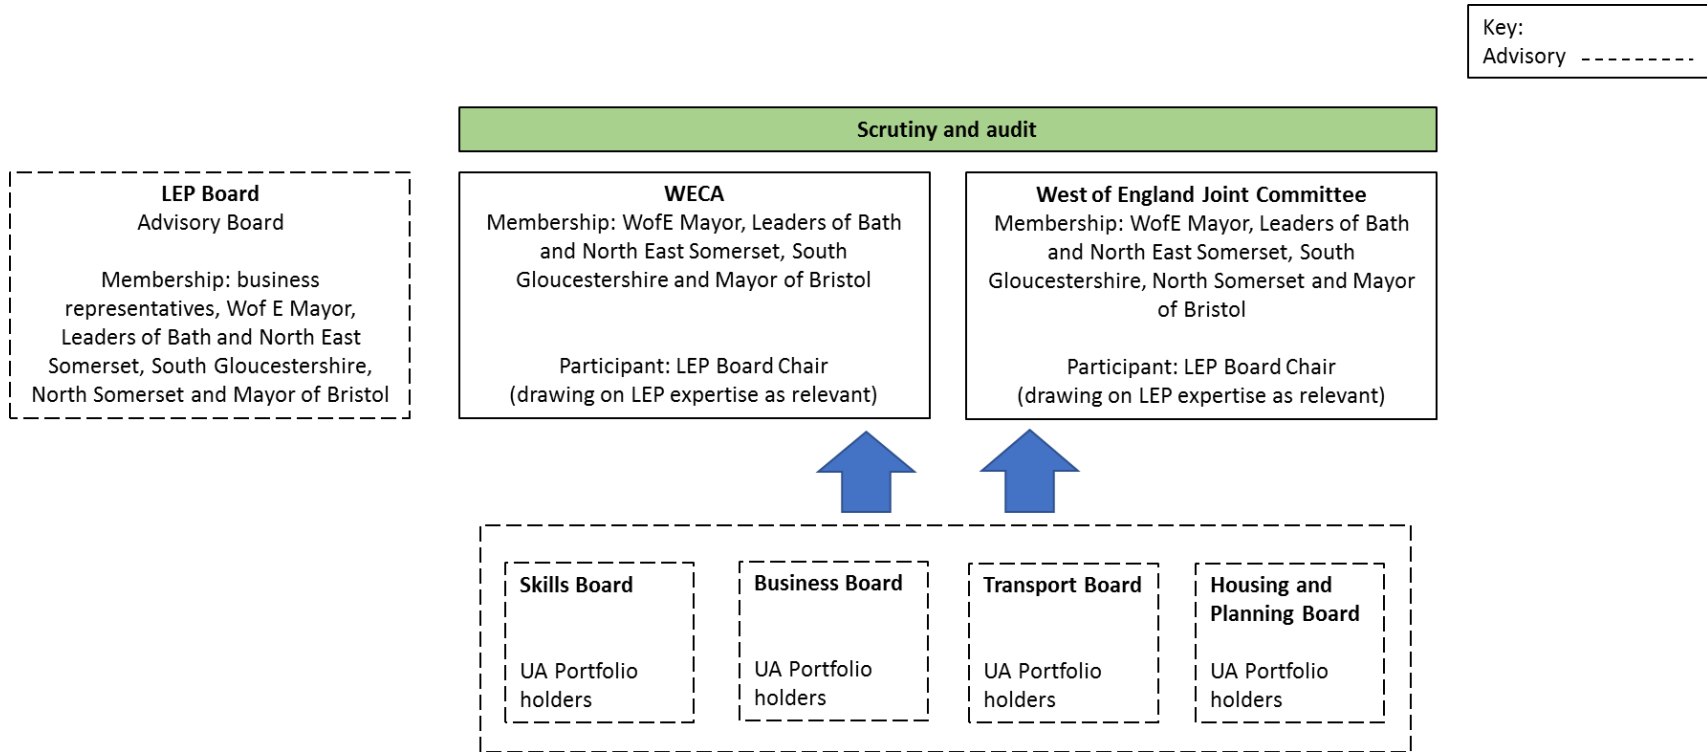 Key:
Advisory
Scrutiny and audit
LEP Board
Advisory Board
Membership: business
representatives, Wof E Mayor,
Leaders of Bath and North East
Somerset, South Gloucestershire,
North Somerset and Mayor of Bristol
WECA
Membership: WofE Mayor, Leaders of Bath
and North East Somerset, South
Gloucestershire and Mayor of Bristol
Participant: LEP Board Chair
(drawing on LEP expertise as relevant)
West of England Joint Committee
Membership: WofE Mayor, Leaders of Bath
and North East Somerset, South
Gloucestershire, North Somerset and Mayor
of Bristol
Participant: LEP Board Chair
(drawing on LEP expertise as relevant)
Skills Board
UA Portfolio
holders
Business Board
UA Portfolio
holders
Transport Board
UA Portfolio
holders
Housing and
Planning Board
UA Portfolio
holders